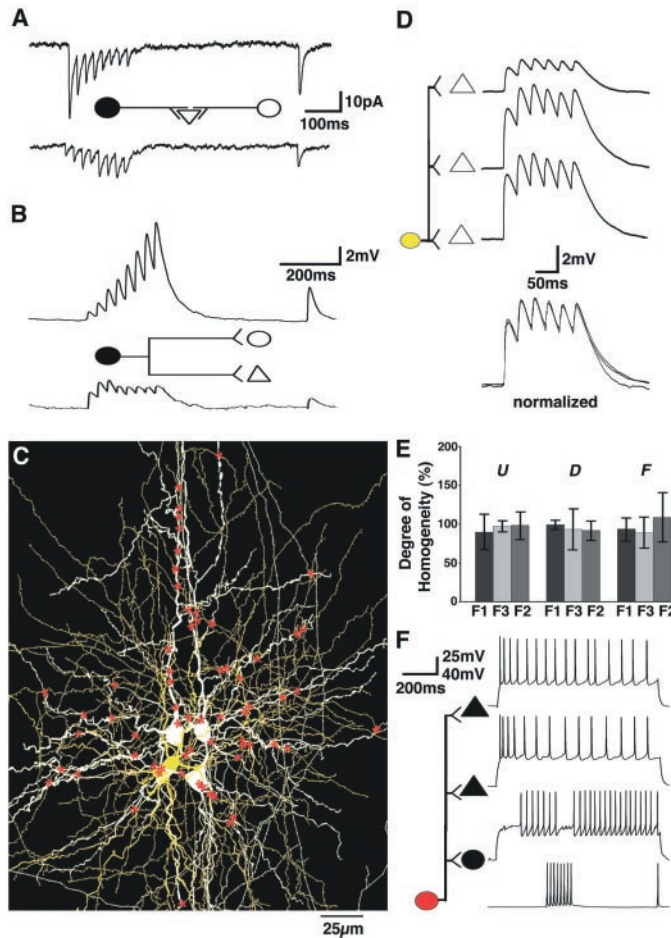 A
10pA
100ms
B
2mV
200ms
C
25µm
D
2mV
50ms
normalized
E
Degree of
Homogeneity (%)
200
150
100
50
0
U D F
F1 F3 F2 F1 F3 F2 F1 F3 F2
F
25mV
40mV
200ms